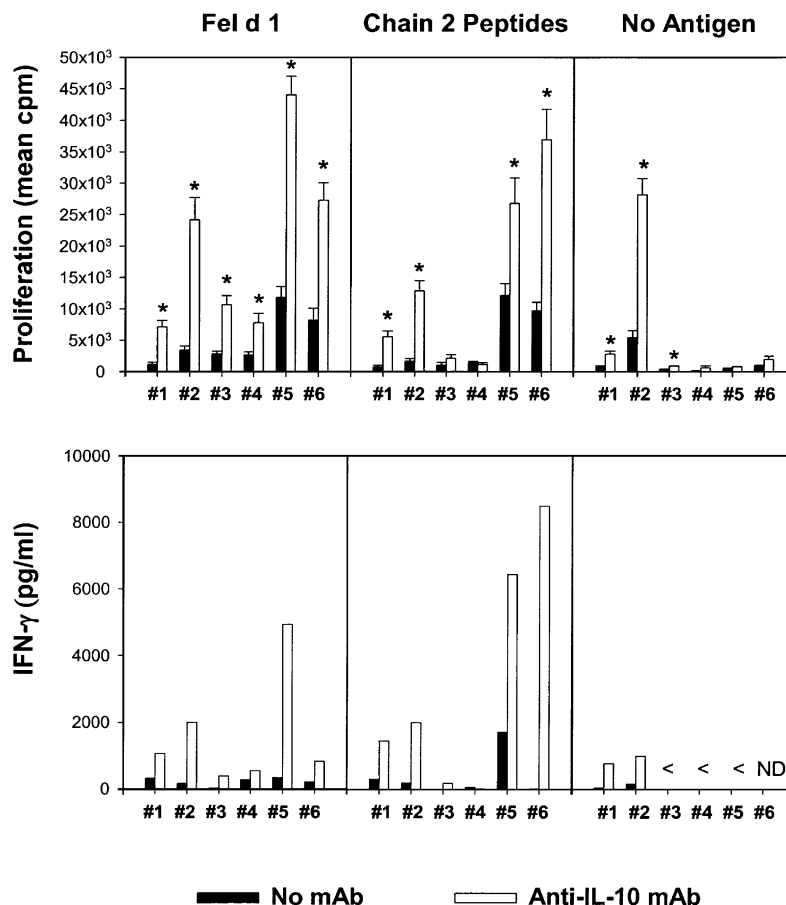 Fel d 1 Chain 2 Peptides No Antigen
Proliferation (mean cpm)
50x10³
45x10³
40x10³
35x10³
30x10³
25x10³
20x10³
15x10³
10x10³
5x10³
0
* * * * * *
* * * *
* * *
#1 #2 #3 #4 #5 #6 #1 #2 #3 #4 #5 #6 #1 #2 #3 #4 #5 #6
IFN-γ (pg/ml)
10000
8000
6000
4000
2000
0
< < < ND
#1 #2 #3 #4 #5 #6 #1 #2 #3 #4 #5 #6 #1 #2 #3 #4 #5 #6
No mAb Anti-IL-10 mAb